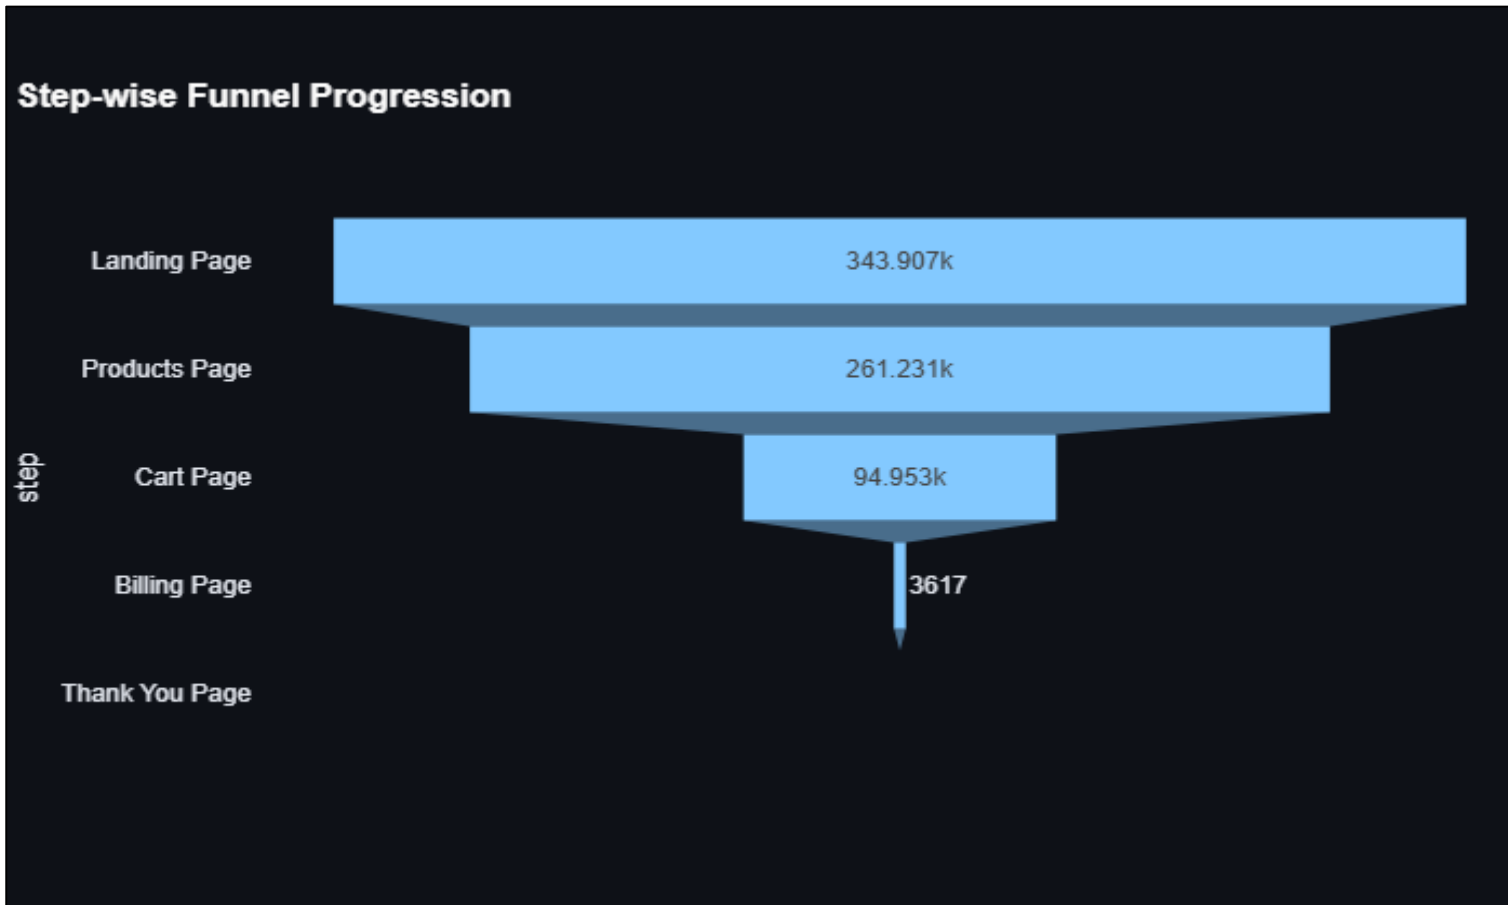 Step-wise Funnel Progression
Landing Page
343.907k
Products Page
261.231k
step
Cart Page
94.953k
Billing Page
3617
Thank You Page